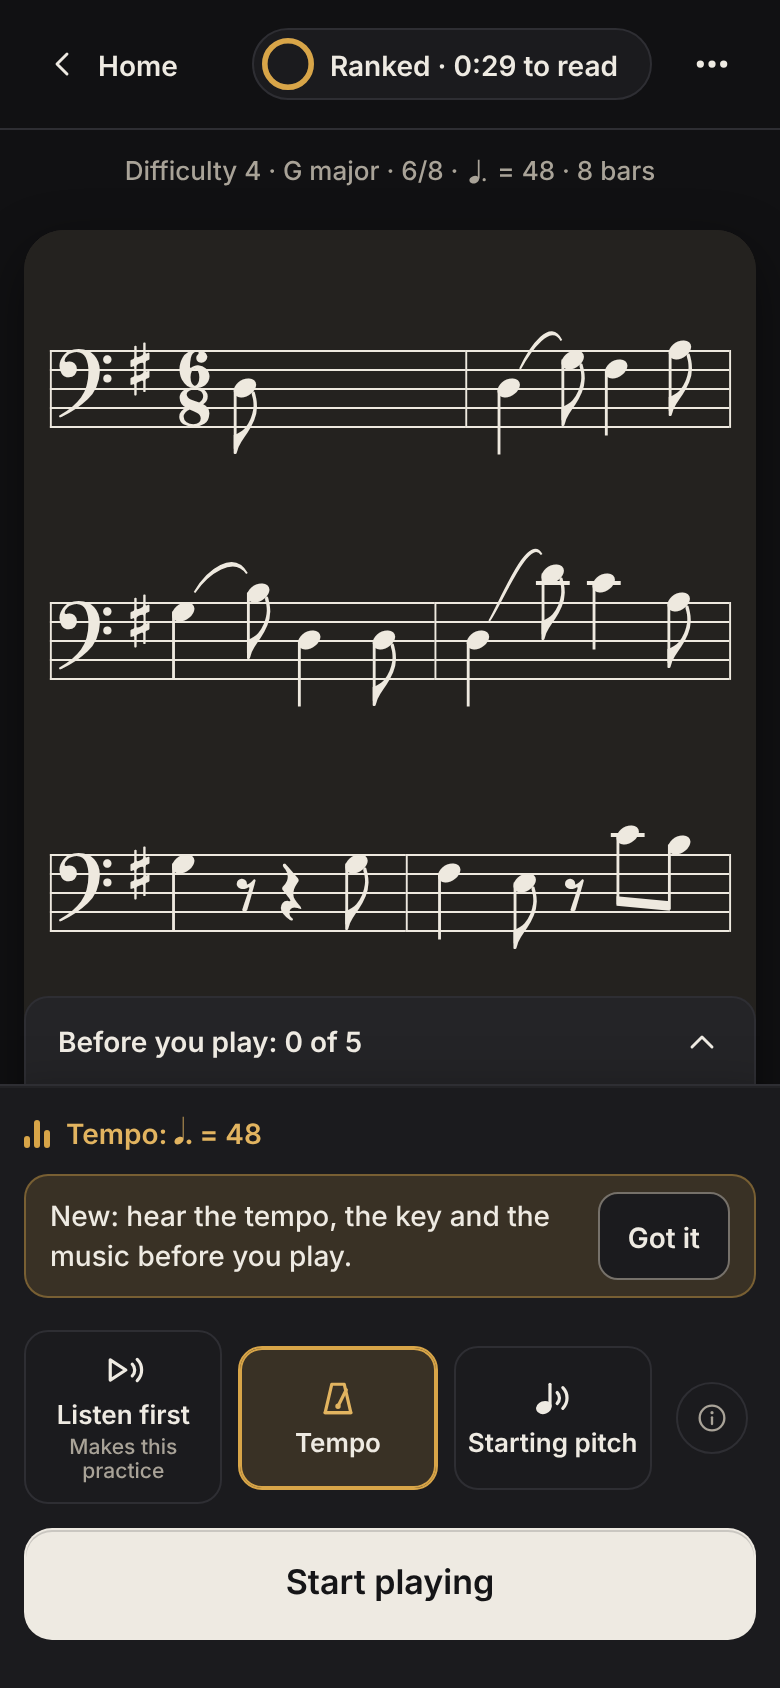 Home
Ranked · 0:29 to read
Difficulty 4 · G major · 6/8 · ♩. = 48 · 8 bars
6
8
Before you play: 0 of 5
Tempo: ♩. = 48
New: hear the tempo, the key and the
music before you play.
Got it
Listen first
Makes this
practice
Tempo
Starting pitch
Start playing